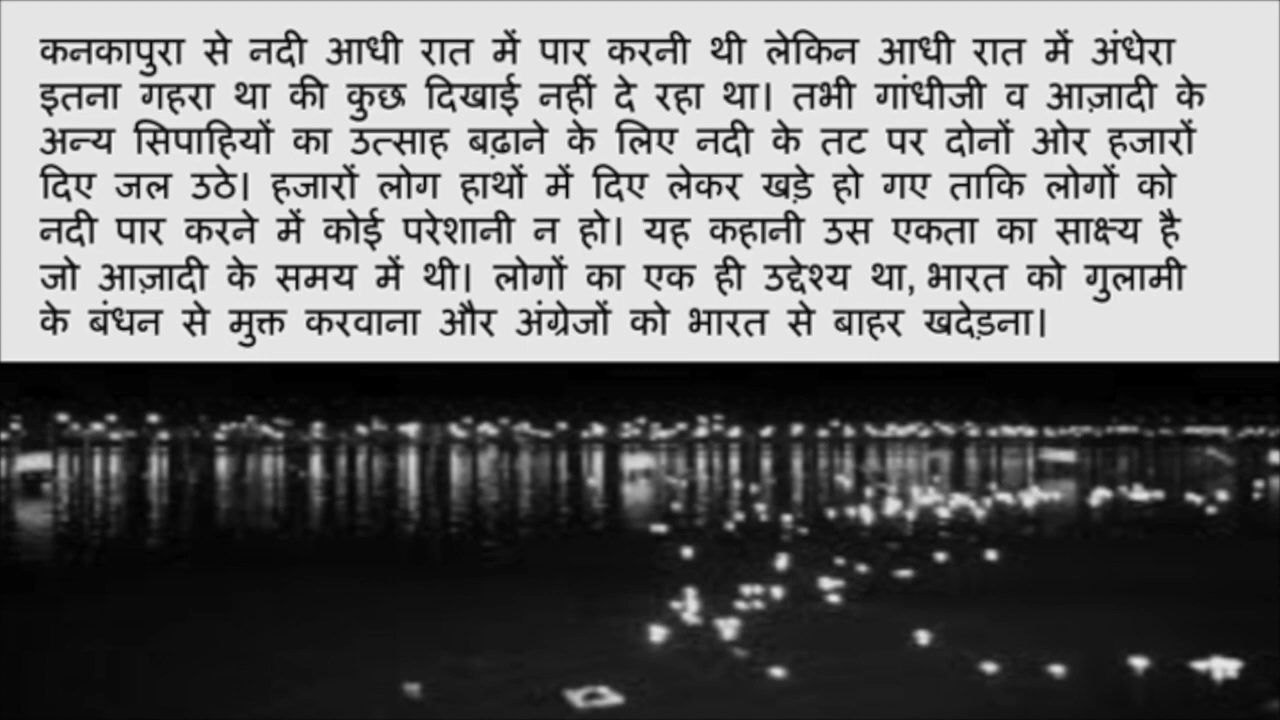 कनकापुरा से नदी आधी रात में पार करनी थी लेकिन आधी रात में अंधेरा
इतना गहरा था की कुछ दिखाई नहीं दे रहा था। तभी गांधीजी व आज़ादी के
अन्य सिपाहियों का उत्साह बढ़ाने के लिए नदी के तट पर दोनों ओर हजारों
दिए जल उठे। हजारों लोग हाथों में दिए लेकर खड़े हो गए ताकि लोगों को
नदी पार करने में कोई परेशानी न हो। यह कहानी उस एकता का साक्ष्य है
जो आज़ादी के समय में थी। लोगों का एक ही उद्देश्य था, भारत को गुलामी
के बंधन से मुक्त करवाना और अंग्रेजों को भारत से बाहर खदेड़ना।